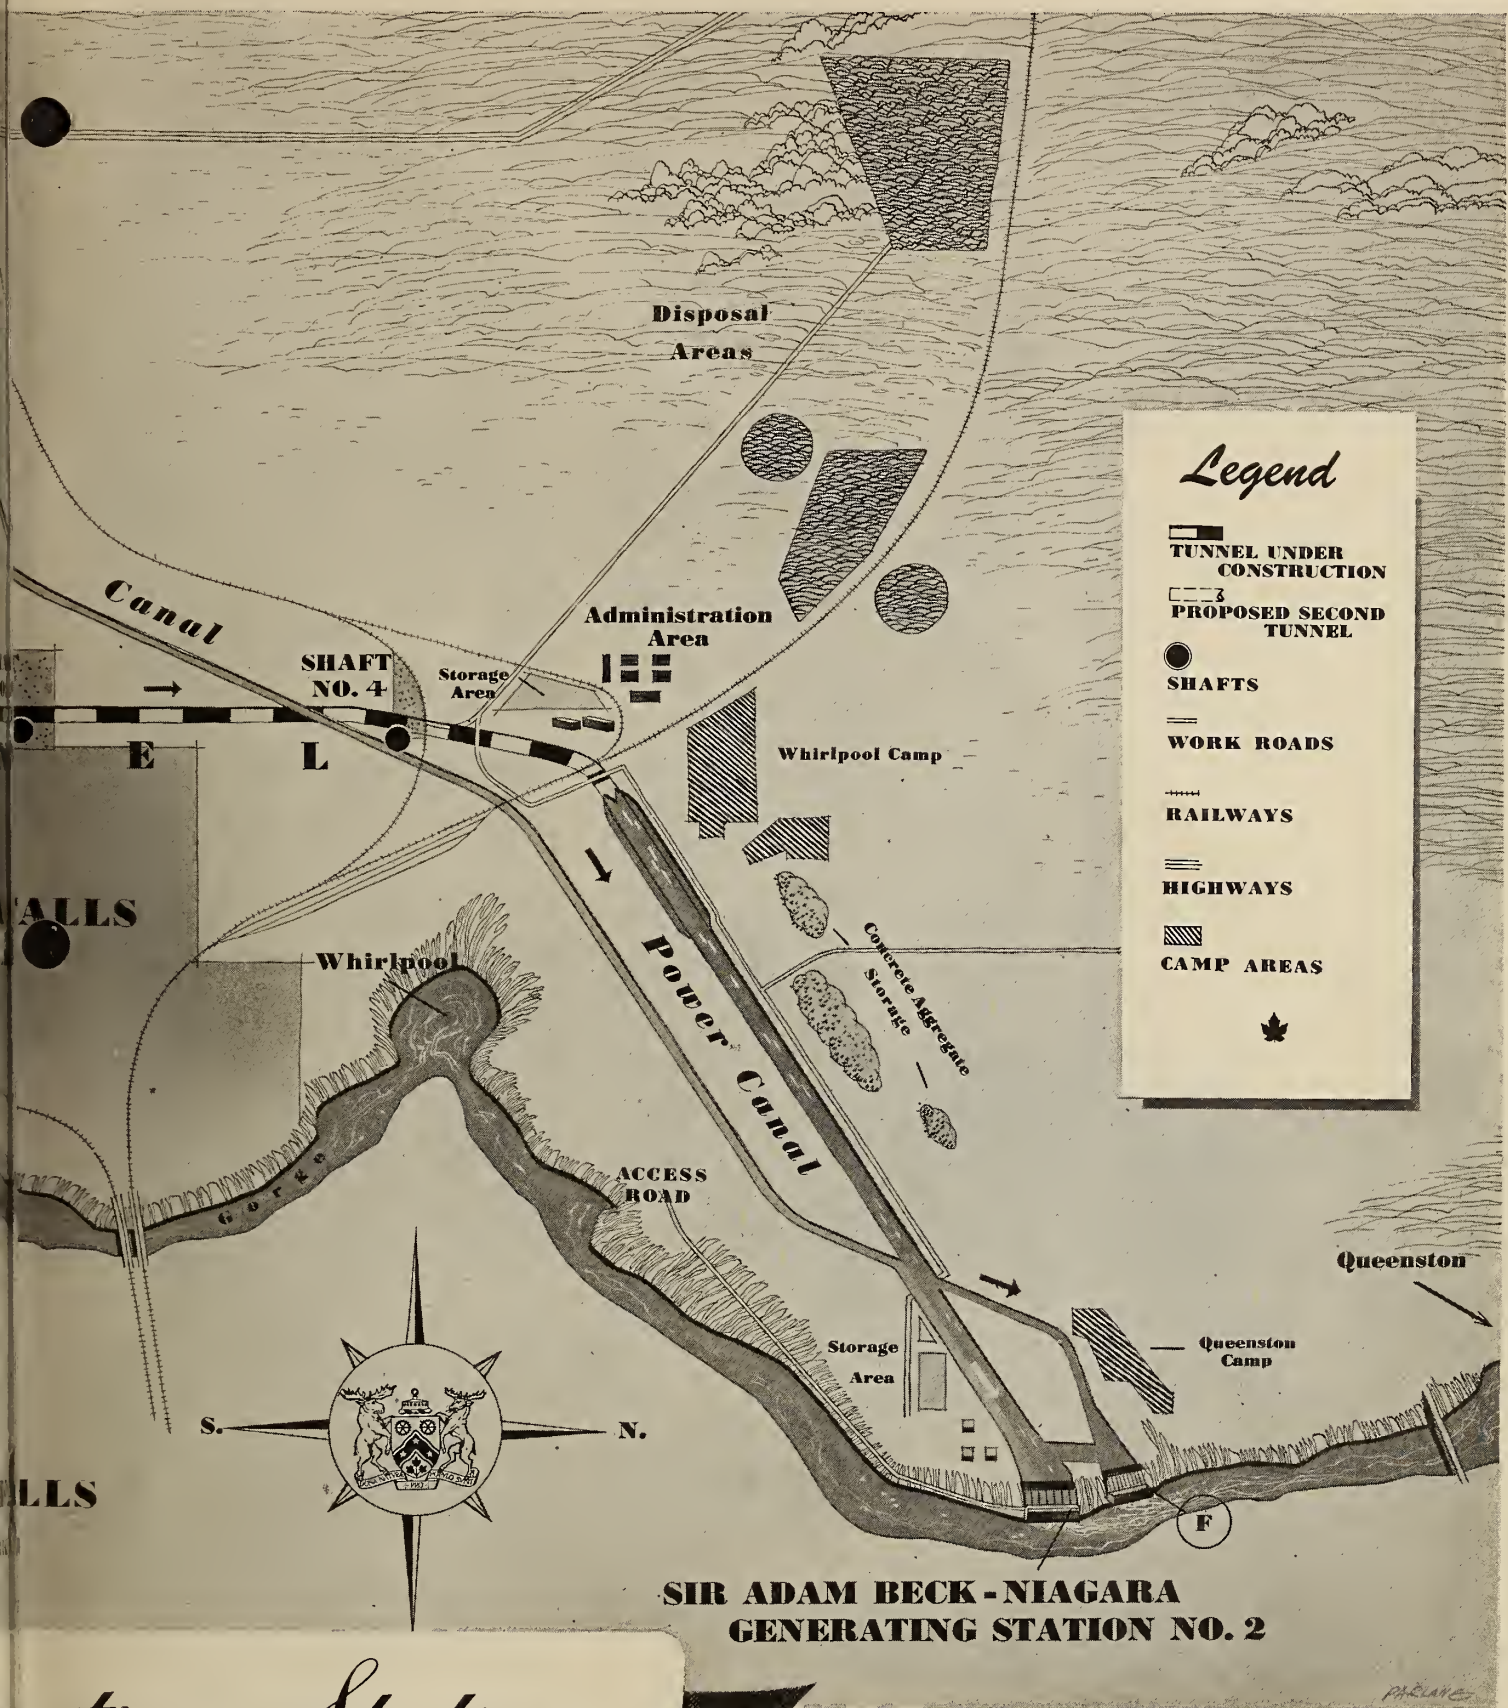 Disposal
Areas
Legend
TUNNEL UNDER
CONSTRUCTION
PROPOSED SECOND
TUNNEL
SHAFTS
WORK ROADS
RAILWAYS
HIGHWAYS
CAMP AREAS
Canal
Administration
Area
SHAFT
NO. 4
Storage
Area
E L
Whirlpool Camp
ALLS
Whirlpool
Power Canal
Concrete Aggregate
Storage
Gorge
ACCESS
ROAD
Queenston
Storage
Area
Queenston
Camp
S.
N.
LLS
F
SIR ADAM BECK-NIAGARA
GENERATING STATION NO. 2
PARLANE